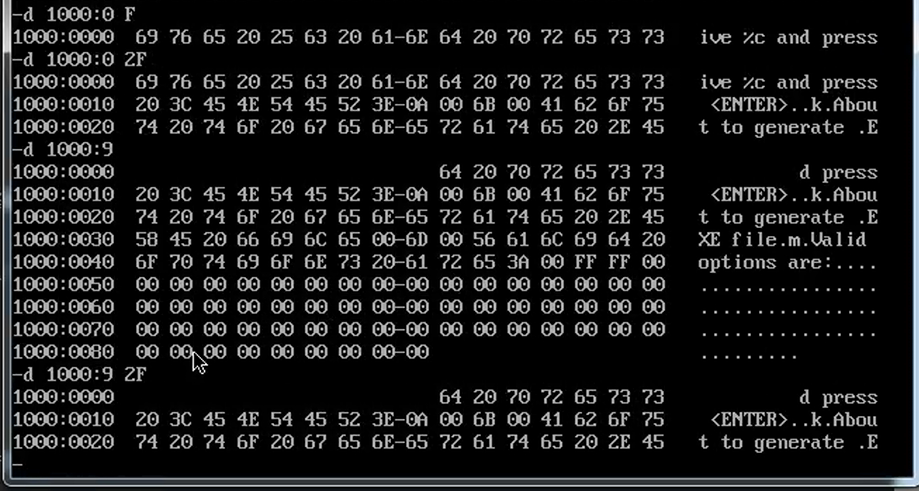 -d 1000:0 F
1000:0000  69 76 65 20 25 63 20 61-6E 64 20 70 72 65 73 73   ive %c and press
-d 1000:0 2F
1000:0000  69 76 65 20 25 63 20 61-6E 64 20 70 72 65 73 73   ive %c and press
1000:0010  20 3C 45 4E 54 45 52 3E-0A 00 6B 00 41 62 6F 75    <ENTER>..k.Abou
1000:0020  74 20 74 6F 20 67 65 6E-65 72 61 74 65 20 2E 45   t to generate .E
-d 1000:9
1000:0000                             64 20 70 72 65 73 73            d press
1000:0010  20 3C 45 4E 54 45 52 3E-0A 00 6B 00 41 62 6F 75    <ENTER>..k.Abou
1000:0020  74 20 74 6F 20 67 65 6E-65 72 61 74 65 20 2E 45   t to generate .E
1000:0030  58 45 20 66 69 6C 65 00-6D 00 56 61 6C 69 64 20   XE file.m.Valid
1000:0040  6F 70 74 69 6F 6E 73 20-61 72 65 3A 00 FF FF 00   options are:....
1000:0050  00 00 00 00 00 00 00 00-00 00 00 00 00 00 00 00   ................
1000:0060  00 00 00 00 00 00 00 00-00 00 00 00 00 00 00 00   ................
1000:0070  00 00 00 00 00 00 00 00-00 00 00 00 00 00 00 00   ................
1000:0080  00 00 00 00 00 00 00 00-00                        .........
-d 1000:9 2F
1000:0000                             64 20 70 72 65 73 73            d press
1000:0010  20 3C 45 4E 54 45 52 3E-0A 00 6B 00 41 62 6F 75    <ENTER>..k.Abou
1000:0020  74 20 74 6F 20 67 65 6E-65 72 61 74 65 20 2E 45   t to generate .E
-